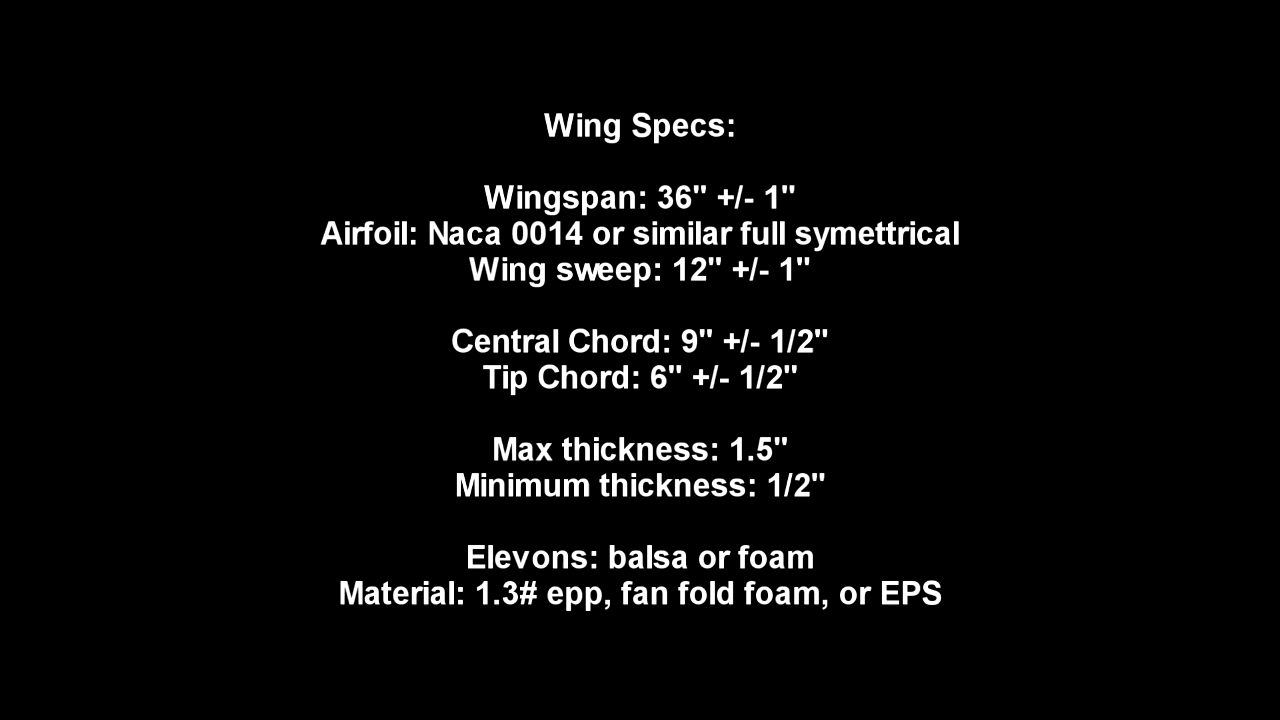 Wing Specs:
Wingspan: 36" +/- 1"
Airfoil: Naca 0014 or similar full symettrical
Wing sweep: 12" +/- 1"
Central Chord: 9" +/- 1/2"
Tip Chord: 6" +/- 1/2"
Max thickness: 1.5"
Minimum thickness: 1/2"
Elevons: balsa or foam
Material: 1.3# epp, fan fold foam, or EPS